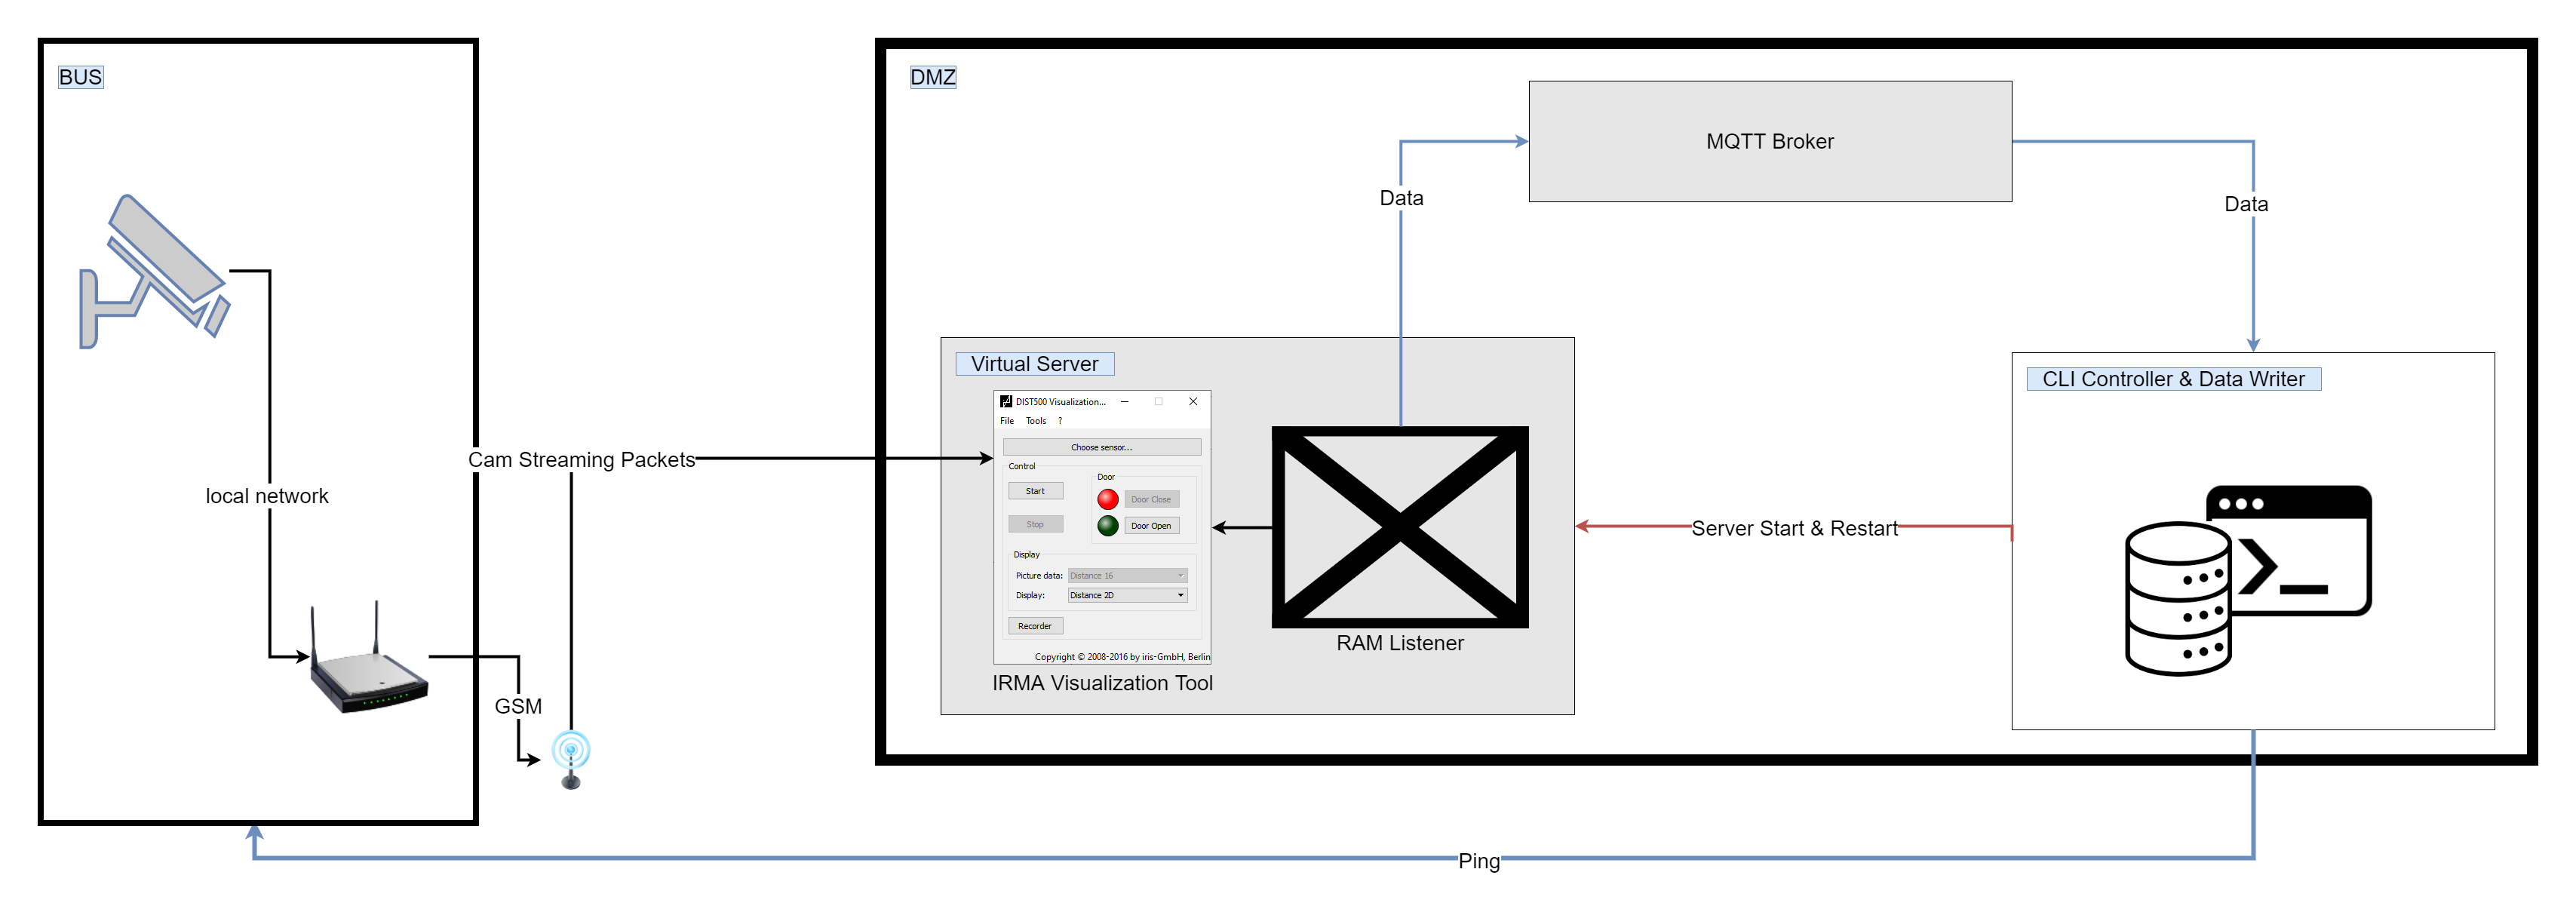 BUS
DMZ
MQTT Broker
Data
Data
Virtual Server
CLI Controller & Data Writer
DIST500 Visualization...
File Tools ?
Choose sensor...
Control
Door
Start
Door Close
Stop
Door Open
Display
Picture data: Distance 16
Display: Distance 2D
Recorder
Copyright © 2008-2016 by iris-GmbH, Berlin
IRMA Visualization Tool
RAM Listener
Cam Streaming Packets
local network
Server Start & Restart
GSM
Ping